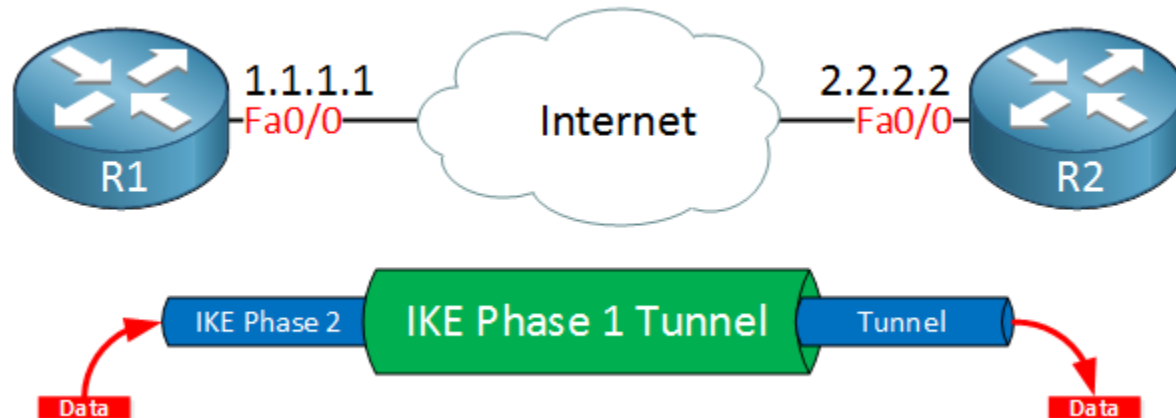 1.1.1.1
Fa0/0
R1
Internet
2.2.2.2
Fa0/0
R2
IKE Phase 2
IKE Phase 1 Tunnel
Tunnel
Data
Data